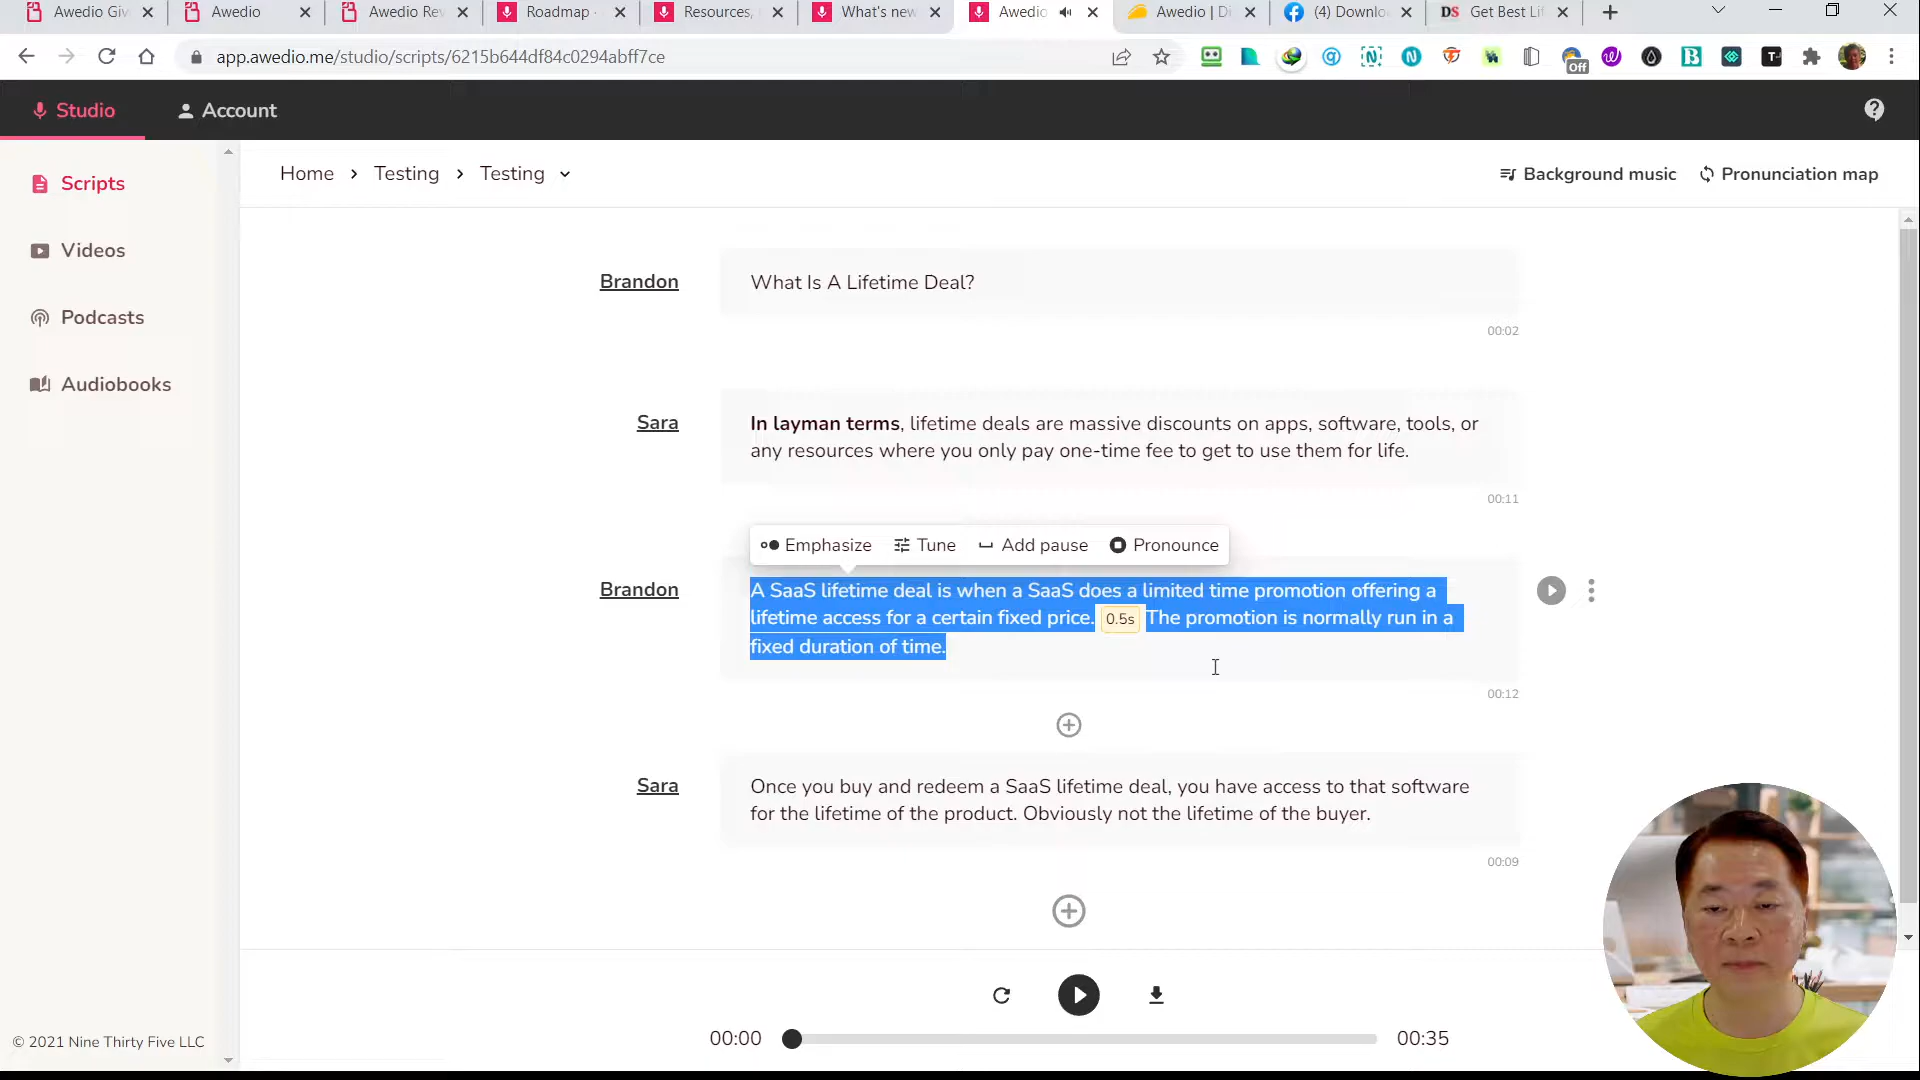 Awedio Giv
Awedio
Awedio Rev
Roadmap ·
Resources,
What's new
Awedio
Awedio | Di
(4) Downlo
DS Get Best Lif
app.awedio.me/studio/scripts/6215b644df84c0294abff7ce
Off
Studio
Account
Scripts
Videos
Podcasts
Audiobooks
Home > Testing > Testing
Background music
Pronunciation map
Brandon
What Is A Lifetime Deal?
00:02
Sara
In layman terms, lifetime deals are massive discounts on apps, software, tools, or
any resources where you only pay one-time fee to get to use them for life.
00:11
Emphasize Tune Add pause Pronounce
Brandon
A SaaS lifetime deal is when a SaaS does a limited time promotion offering a
lifetime access for a certain fixed price. 0.5s The promotion is normally run in a
fixed duration of time.
00:12
Sara
Once you buy and redeem a SaaS lifetime deal, you have access to that software
for the lifetime of the product. Obviously not the lifetime of the buyer.
00:09
00:00
00:35
© 2021 Nine Thirty Five LLC